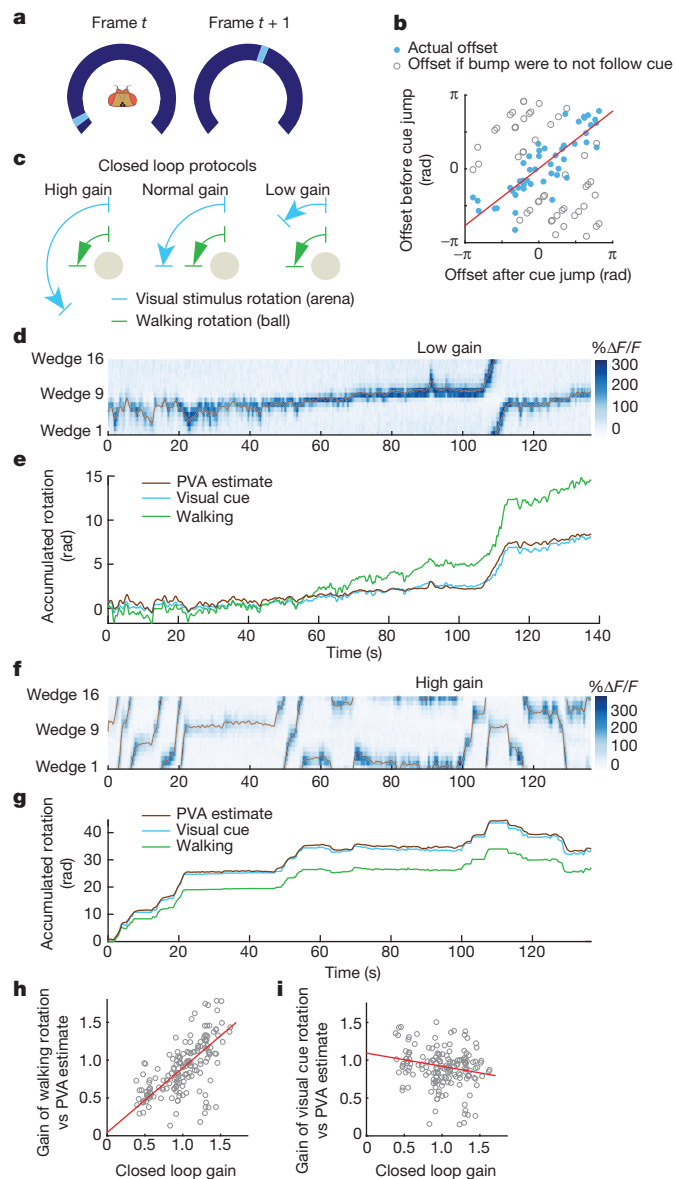 a
Frame t
Frame t + 1
b
Actual offset
Offset if bump were to not follow cue
Offset before cue jump
(rad)
π
0
−π
−π
0
π
Offset after cue jump (rad)
c
Closed loop protocols
High gain
Normal gain
Low gain
Visual stimulus rotation (arena)
Walking rotation (ball)
d
Low gain
%ΔF/F
Wedge 16
Wedge 9
Wedge 1
300
200
100
0
0
20
40
60
80
100
120
e
PVA estimate
Visual cue
Walking
Accumulated rotation
(rad)
15
10
5
0
0
20
40
60
80
100
120
140
Time (s)
f
High gain
%ΔF/F
Wedge 16
Wedge 9
Wedge 1
300
200
100
0
0
20
40
60
80
100
120
g
PVA estimate
Visual cue
Walking
Accumulated rotation
(rad)
40
30
20
10
0
0
20
40
60
80
100
120
Time (s)
h
Gain of walking rotation
vs PVA estimate
1.5
1.0
0.5
0
0
0.5
1.0
1.5
Closed loop gain
i
Gain of visual cue rotation
vs PVA estimate
1.5
1.0
0.5
0
0
0.5
1.0
1.5
Closed loop gain